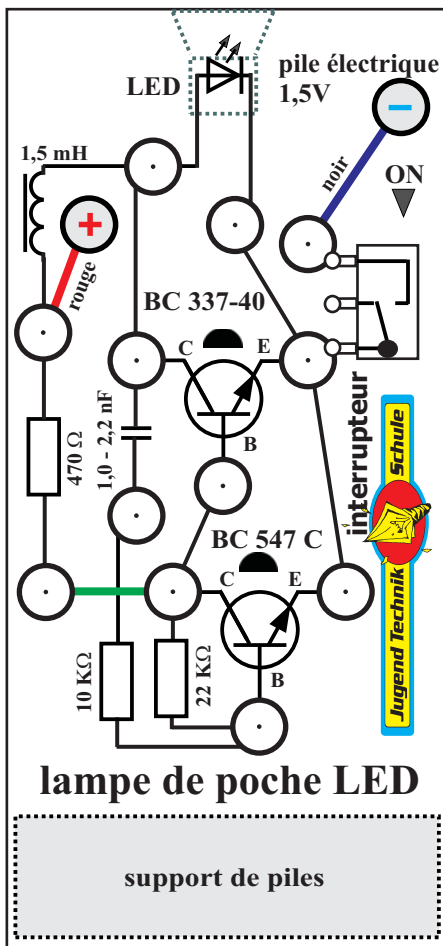 LED
pile électrique
1,5V
−
noir
ON
1,5 mH
+
rouge
BC 337-40
C
E
B
470 Ω
1,0 - 2,2 nF
interrupteur
Jugend Technik Schule
BC 547 C
C
E
B
10 KΩ
22 KΩ
lampe de poche LED
support de piles